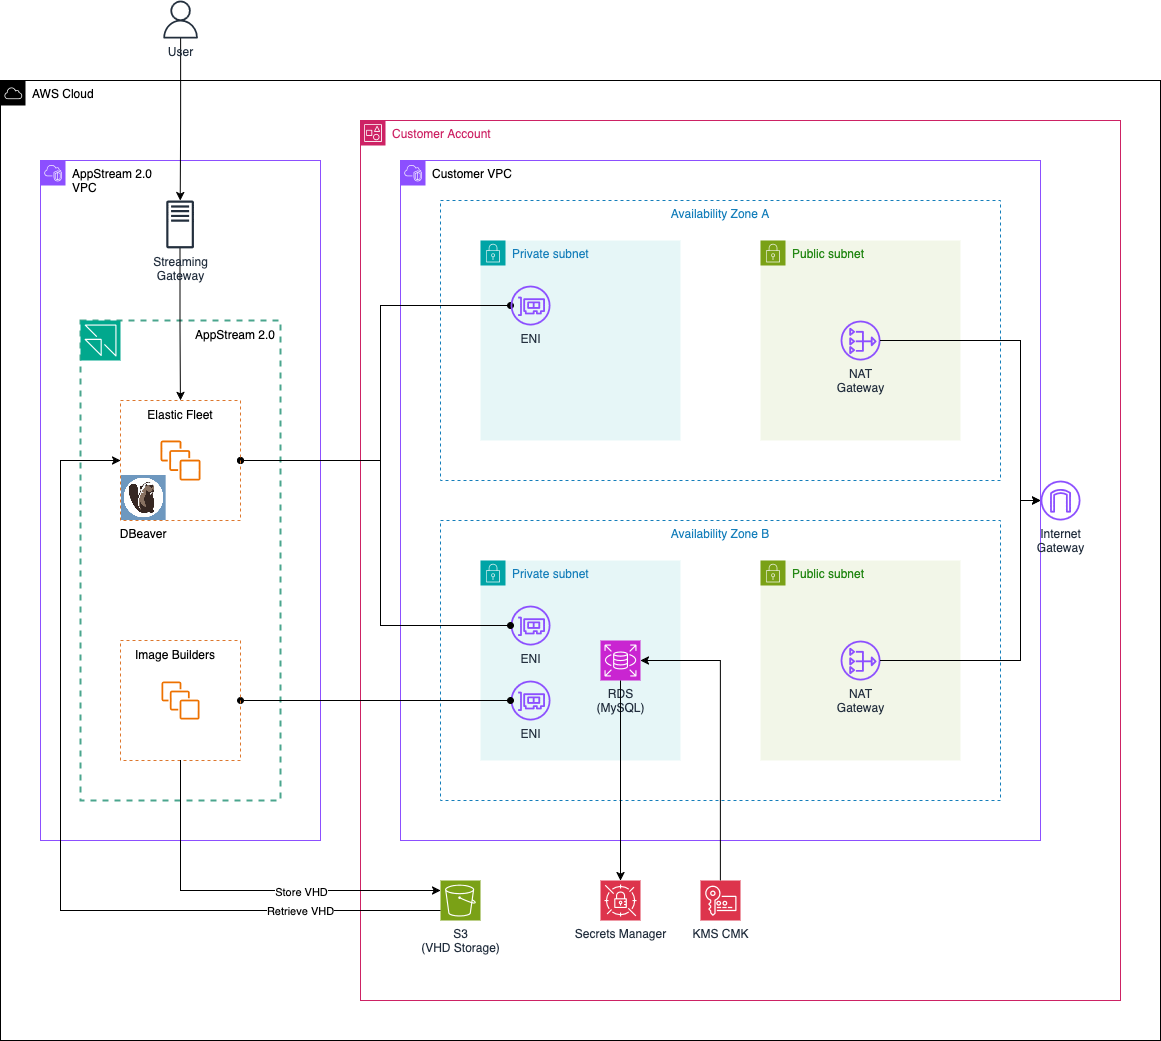 User
AWS Cloud
Customer Account
AppStream 2.0
VPC
Customer VPC
Availability Zone A
Private subnet
Public subnet
Streaming
Gateway
ENI
AppStream 2.0
NAT
Gateway
Elastic Fleet
DBeaver
Internet
Gateway
Availability Zone B
Private subnet
Public subnet
ENI
Image Builders
RDS
(MySQL)
NAT
Gateway
ENI
Store VHD
Retrieve VHD
S3
(VHD Storage)
Secrets Manager
KMS CMK